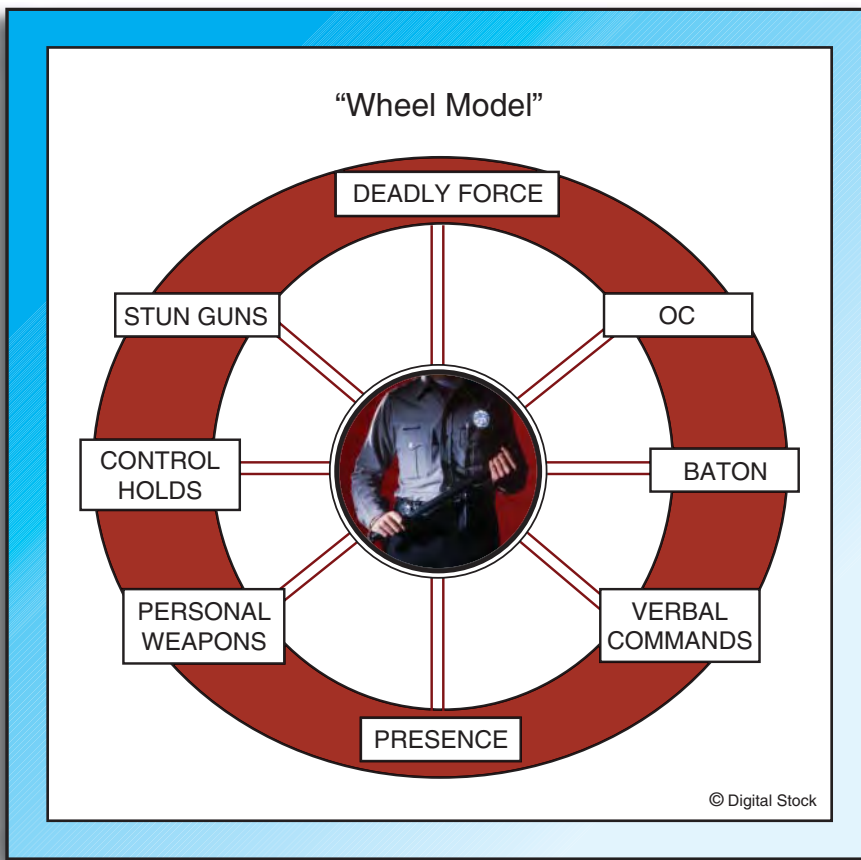 “Wheel Model”
DEADLY FORCE
STUN GUNS
OC
CONTROL
HOLDS
BATON
PERSONAL
WEAPONS
VERBAL
COMMANDS
PRESENCE
© Digital Stock